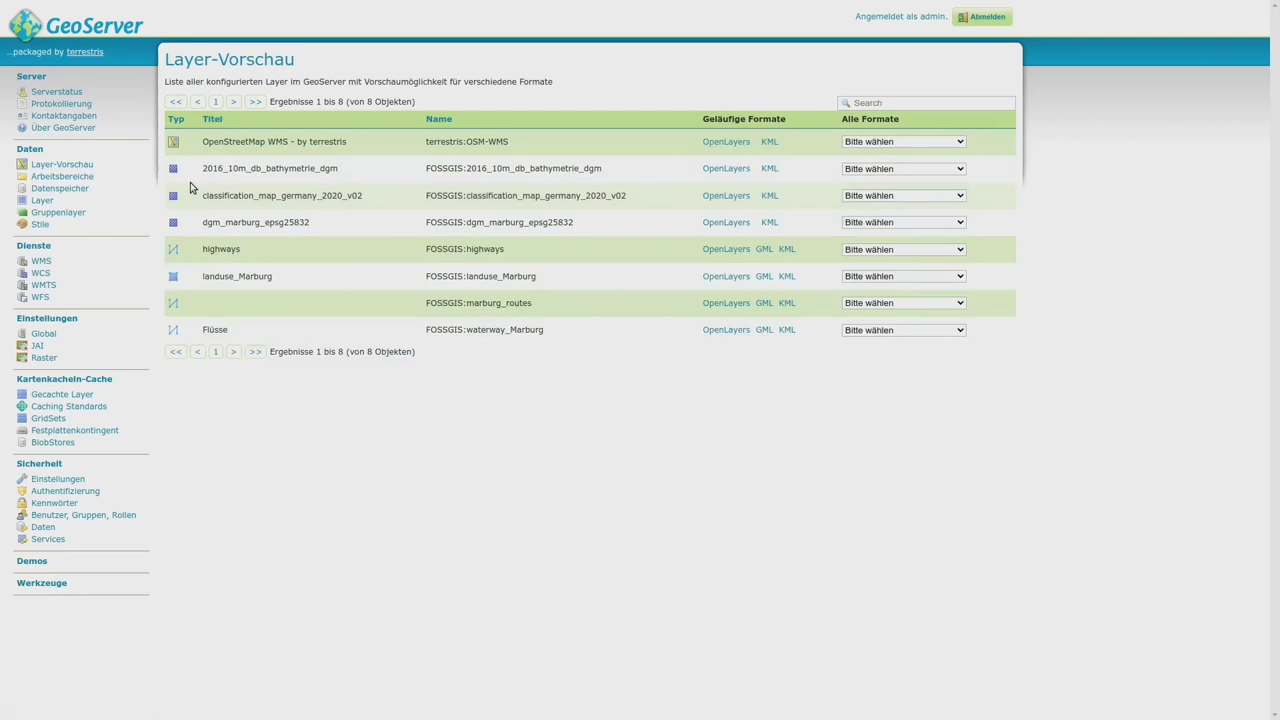 GeoServer
Angemeldet als admin.
Abmelden
...packaged by terrestris
Server
Serverstatus
Protokollierung
Kontaktangaben
Über GeoServer
Daten
Layer-Vorschau
Arbeitsbereiche
Datenspeicher
Layer
Gruppenlayer
Stile
Dienste
WMS
WCS
WMTS
WFS
Einstellungen
Global
JAI
Raster
Kartenkacheln-Cache
Gecachte Layer
Caching Standards
GridSets
Festplattenkontingent
BlobStores
Sicherheit
Einstellungen
Authentifizierung
Kennwörter
Benutzer, Gruppen, Rollen
Daten
Services
Demos
Werkzeuge
Layer-Vorschau
Liste aller konfigurierten Layer im GeoServer mit Vorschaumöglichkeit für verschiedene Formate
<< < 1 > >> Ergebnisse 1 bis 8 (von 8 Objekten) Search
Typ Titel Name Geläufige Formate Alle Formate
OpenStreetMap WMS - by terrestris terrestris:OSM-WMS OpenLayers KML Bitte wählen
2016_10m_db_bathymetrie_dgm FOSSGIS:2016_10m_db_bathymetrie_dgm OpenLayers KML Bitte wählen
classification_map_germany_2020_v02 FOSSGIS:classification_map_germany_2020_v02 OpenLayers KML Bitte wählen
dgm_marburg_epsg25832 FOSSGIS:dgm_marburg_epsg25832 OpenLayers KML Bitte wählen
highways FOSSGIS:highways OpenLayers GML KML Bitte wählen
landuse_Marburg FOSSGIS:landuse_Marburg OpenLayers GML KML Bitte wählen
FOSSGIS:marburg_routes OpenLayers GML KML Bitte wählen
Flüsse FOSSGIS:waterway_Marburg OpenLayers GML KML Bitte wählen
<< < 1 > >> Ergebnisse 1 bis 8 (von 8 Objekten)